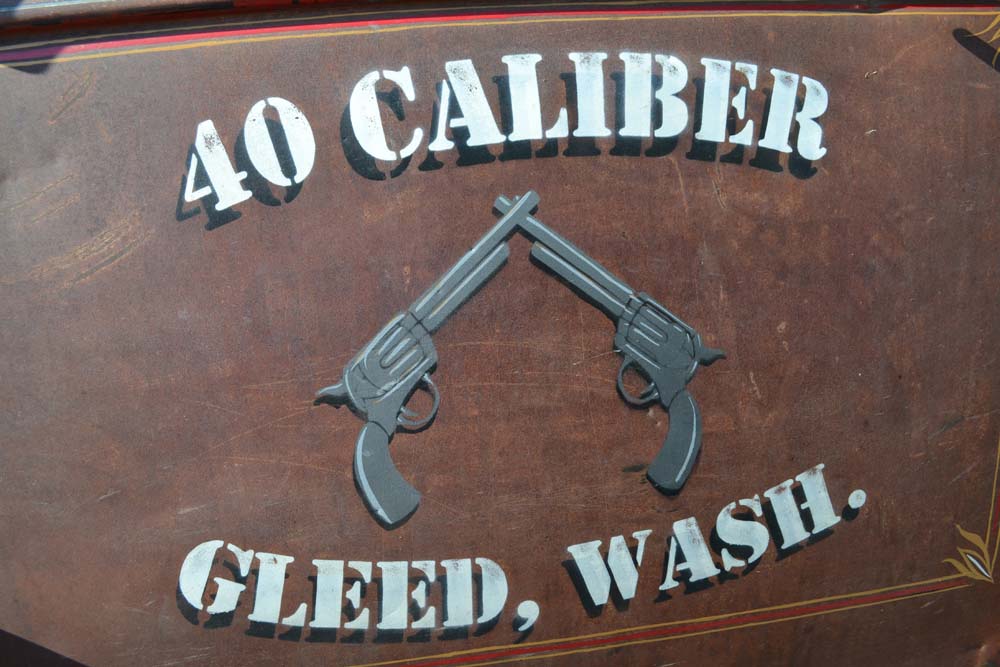 40 CALIBER
GLEED, WASH.